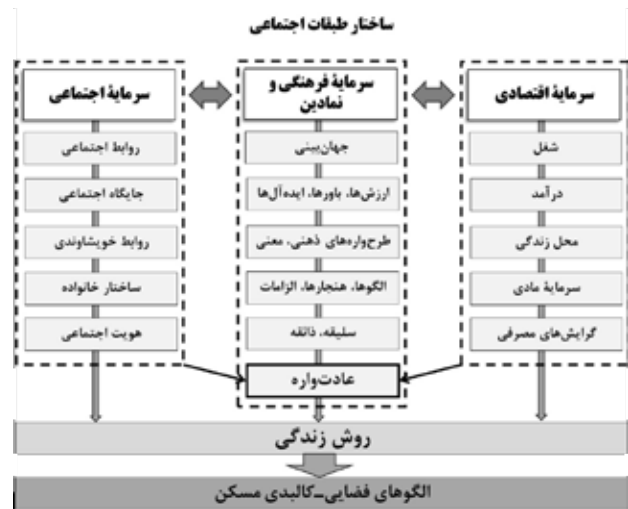 ساختار طبقات اجتماعی
سرمایهٔ اقتصادی
شغل
درآمد
محل زندگی
سرمایهٔ مادی
گرایش‌های مصرفی
سرمایهٔ فرهنگی و
نمادین
جهان‌بینی
ارزش‌ها، باورها، ایده‌آل‌ها
طرح‌واره‌های ذهنی، معنی
الگوها، هنجارها، الزامات
سلیقه، ذائقه
عادت‌واره
سرمایهٔ اجتماعی
روابط اجتماعی
جایگاه اجتماعی
روابط خویشاوندی
ساختار خانواده
هویت اجتماعی
روش زندگی
الگوهای فضایی-کالبدی مسکن